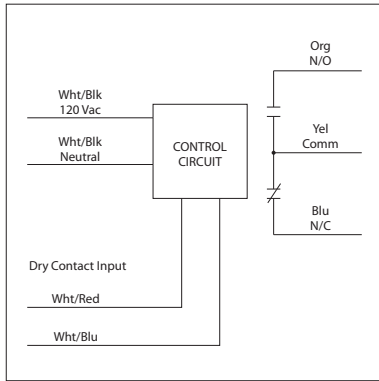 Org
N/O
Wht/Blk
120 Vac
Yel
Comm
Wht/Blk
Neutral
CONTROL
CIRCUIT
Blu
N/C
Dry Contact Input
Wht/Red
Wht/Blu